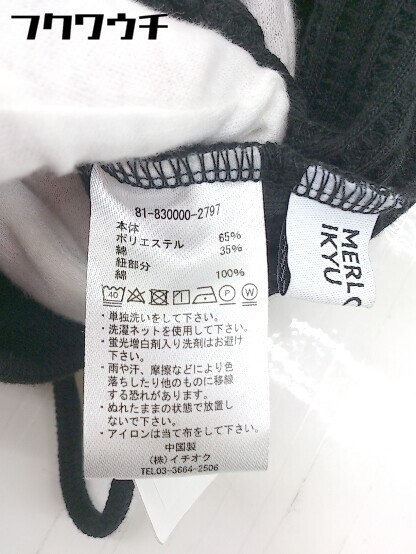 フクワウチ
81-830000-2797
本体
ポリエステル 65%
綿 35%
紐部分
綿 100%
40 P W
・単独洗いをして下さい。
・洗濯ネットを使用して下さい。
・蛍光増白剤入り洗剤はお避け
下さい。
・雨や汗、摩擦などにより色
落ちしたり他のものに移線
する恐れがあります。
・ぬれたままの状態で放置し
ないで下さい。
・アイロンは当て布をして下さい。
中国製
(株)イチオク
TEL03-3664-2506
MERLO
IKYU